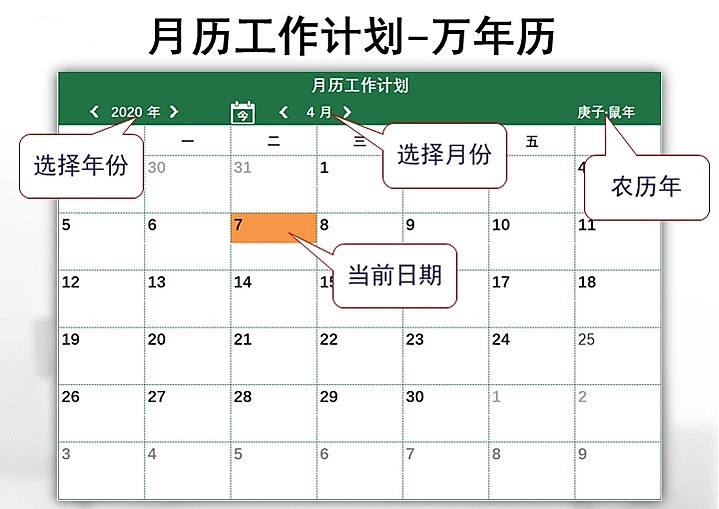 月历工作计划-万年历
月历工作计划
2020 年 今 4 月 庚子·鼠年
选择年份 选择月份 农历年
一 二 三 五
30 31 1 4
5 6 7 8 9 10 11
当前日期
12 13 14 15 17 18
19 20 21 22 23 24 25
26 27 28 29 30 1 2
3 4 5 6 7 8 9